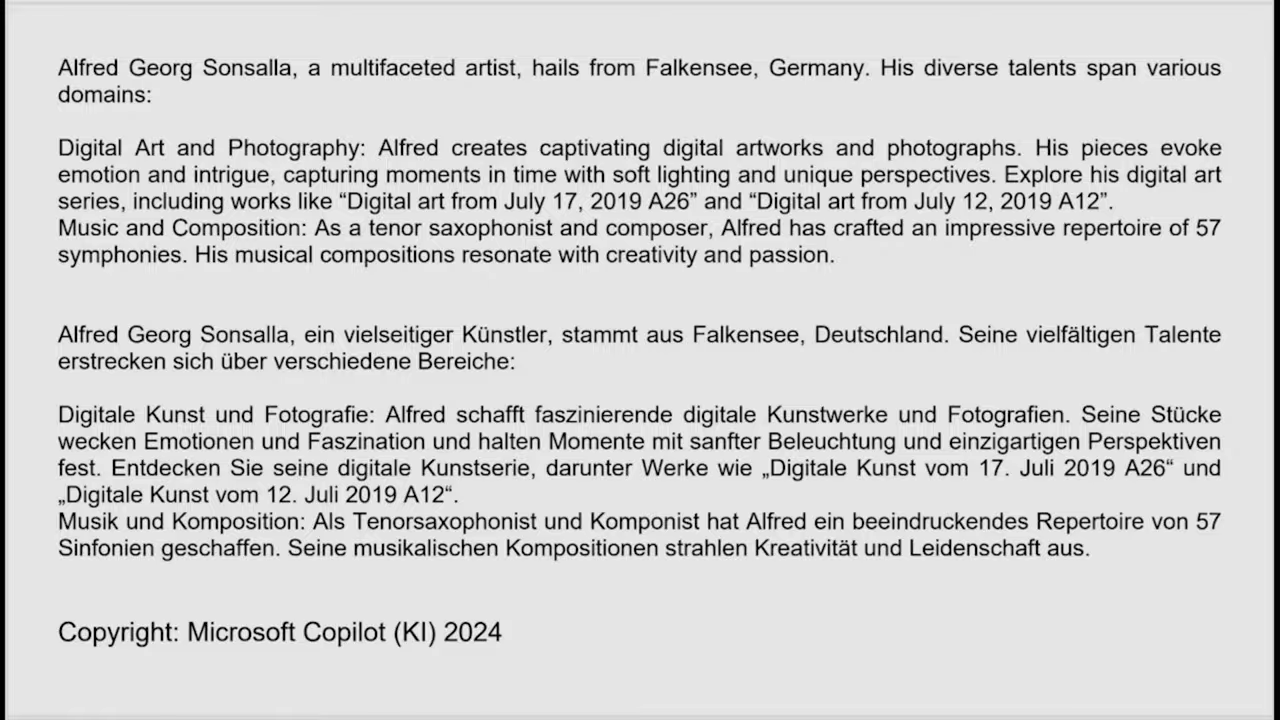 Alfred Georg Sonsalla, a multifaceted artist, hails from Falkensee, Germany. His diverse talents span various
domains:
Digital Art and Photography: Alfred creates captivating digital artworks and photographs. His pieces evoke
emotion and intrigue, capturing moments in time with soft lighting and unique perspectives. Explore his digital art
series, including works like “Digital art from July 17, 2019 A26” and “Digital art from July 12, 2019 A12”.
Music and Composition: As a tenor saxophonist and composer, Alfred has crafted an impressive repertoire of 57
symphonies. His musical compositions resonate with creativity and passion.
Alfred Georg Sonsalla, ein vielseitiger Künstler, stammt aus Falkensee, Deutschland. Seine vielfältigen Talente
erstrecken sich über verschiedene Bereiche:
Digitale Kunst und Fotografie: Alfred schafft faszinierende digitale Kunstwerke und Fotografien. Seine Stücke
wecken Emotionen und Faszination und halten Momente mit sanfter Beleuchtung und einzigartigen Perspektiven
fest. Entdecken Sie seine digitale Kunstserie, darunter Werke wie „Digitale Kunst vom 17. Juli 2019 A26“ und
„Digitale Kunst vom 12. Juli 2019 A12“.
Musik und Komposition: Als Tenorsaxophonist und Komponist hat Alfred ein beeindruckendes Repertoire von 57
Sinfonien geschaffen. Seine musikalischen Kompositionen strahlen Kreativität und Leidenschaft aus.
Copyright: Microsoft Copilot (KI) 2024